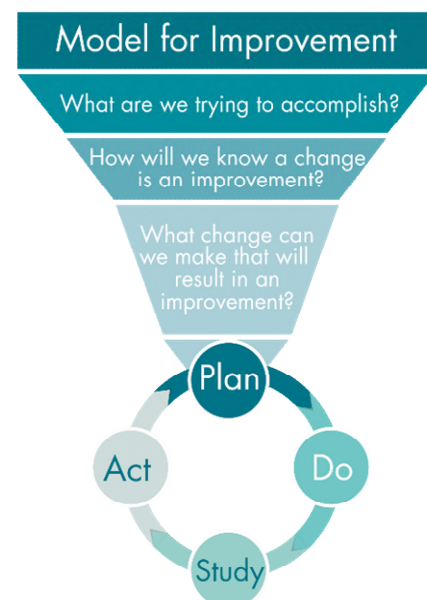 Model for Improvement
What are we trying to accomplish?
How will we know a change
is an improvement?
What change can
we make that will
result in an
improvement?
Plan
Do
Study
Act